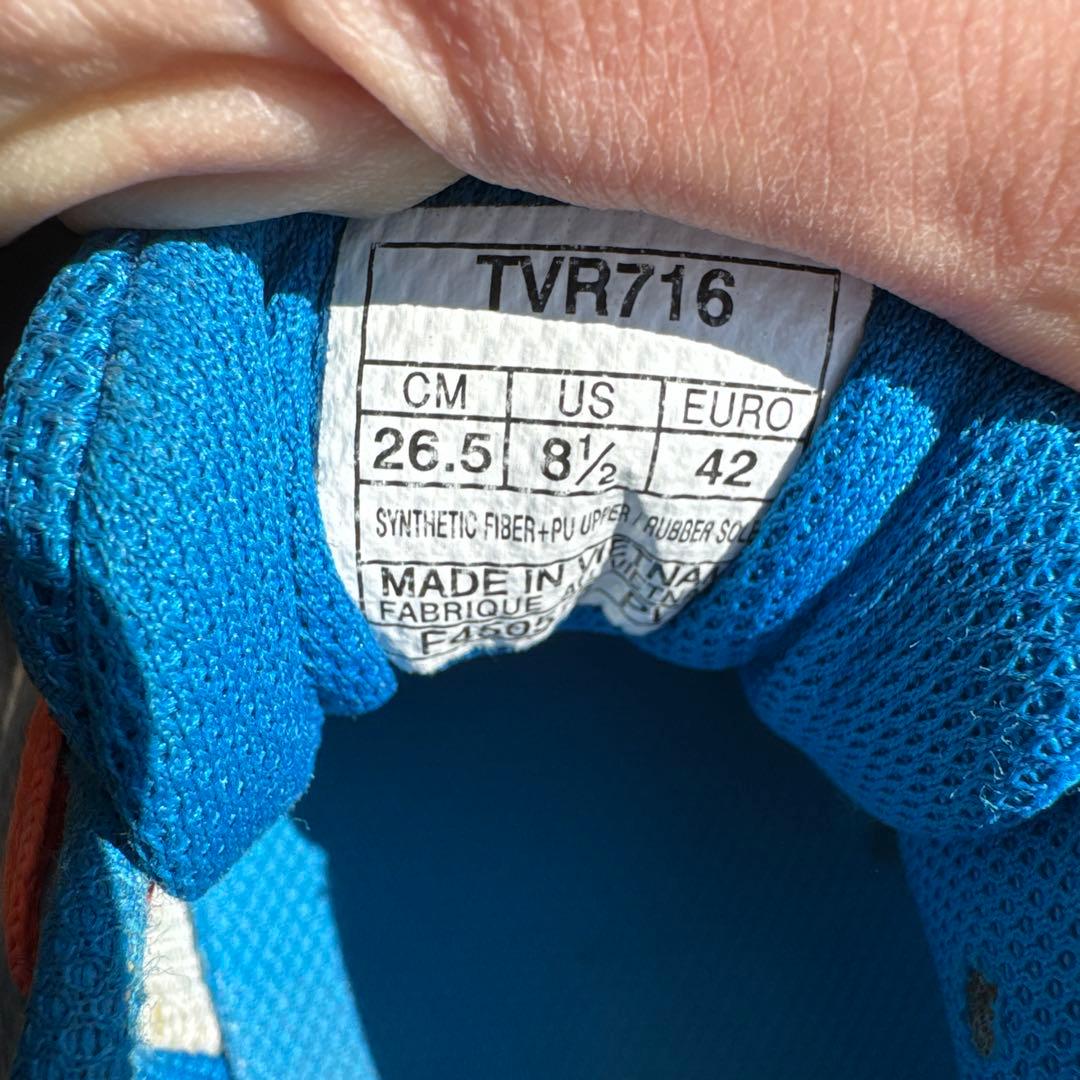 TVR716
CM US EURO
26.5 8½ 42
SYNTHETIC FIBER+PU UPPER / RUBBER SOLE
MADE IN VIETNAM
FABRIQUE